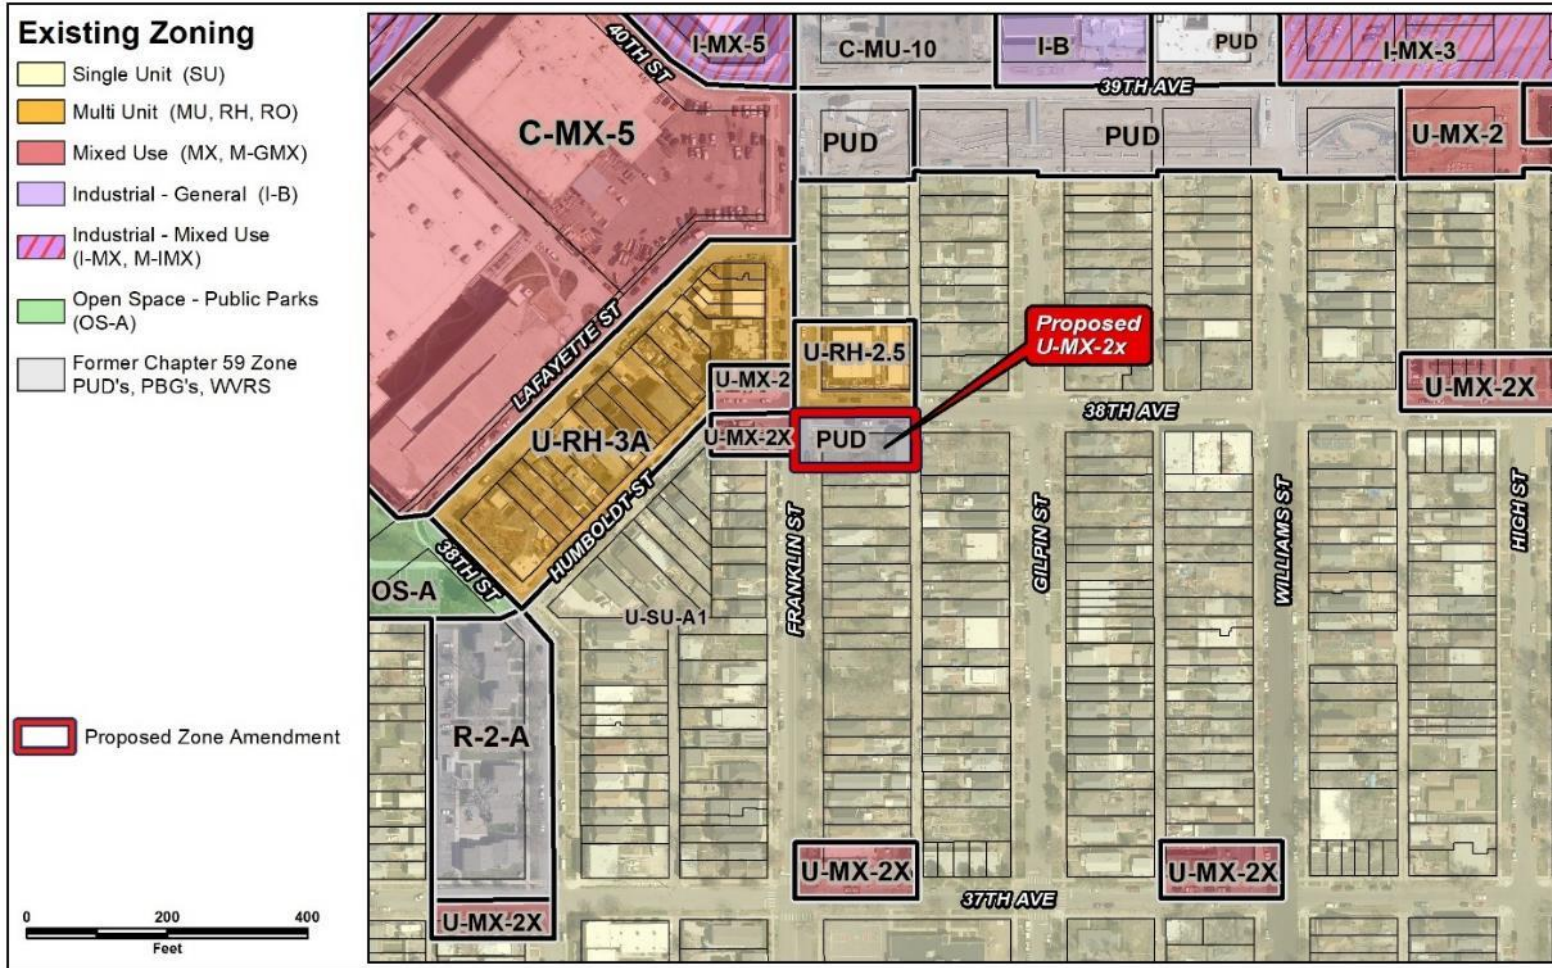 Existing Zoning
Single Unit (SU)
Multi Unit (MU, RH, RO)
Mixed Use (MX, M-GMX)
Industrial - General (I-B)
Industrial - Mixed Use
(I-MX, M-IMX)
Open Space - Public Parks
(OS-A)
Former Chapter 59 Zone
PUD's, PBG's, WVRS
Proposed Zone Amendment
0 200 400
Feet
40TH ST
I-MX-5
C-MU-10
I-B
PUD
I-MX-3
39TH AVE
C-MX-5
PUD
PUD
U-MX-2
LAFAYETTE ST
Proposed
U-MX-2x
U-RH-2.5
U-MX-2
U-MX-2X
38TH AVE
U-RH-3A
U-MX-2X
PUD
HUMBOLDT ST
FRANKLIN ST
GILPIN ST
WILLIAMS ST
HIGH ST
38TH ST
OS-A
U-SU-A1
R-2-A
U-MX-2X
U-MX-2X
37TH AVE
U-MX-2X